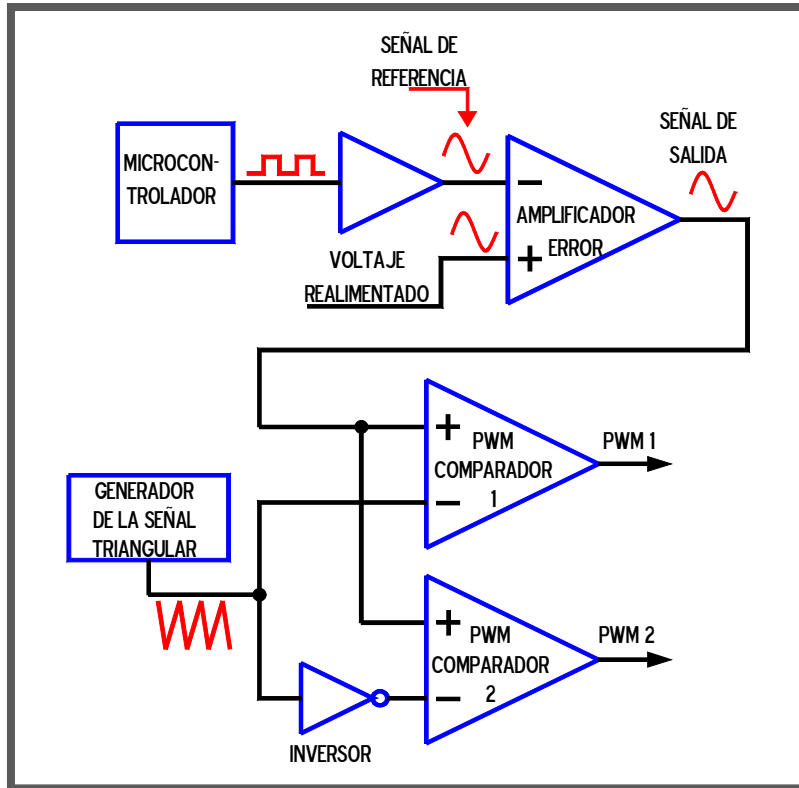 SEÑAL DE
REFERENCIA
SEÑAL DE
SALIDA
MICROCON-
TROLADOR
−
AMPLIFICADOR
ERROR
+
VOLTAJE
REALIMENTADO
+
PWM
COMPARADOR
1
−
PWM 1
GENERADOR
DE LA SEÑAL
TRIANGULAR
+
PWM
COMPARADOR
2
−
PWM 2
INVERSOR